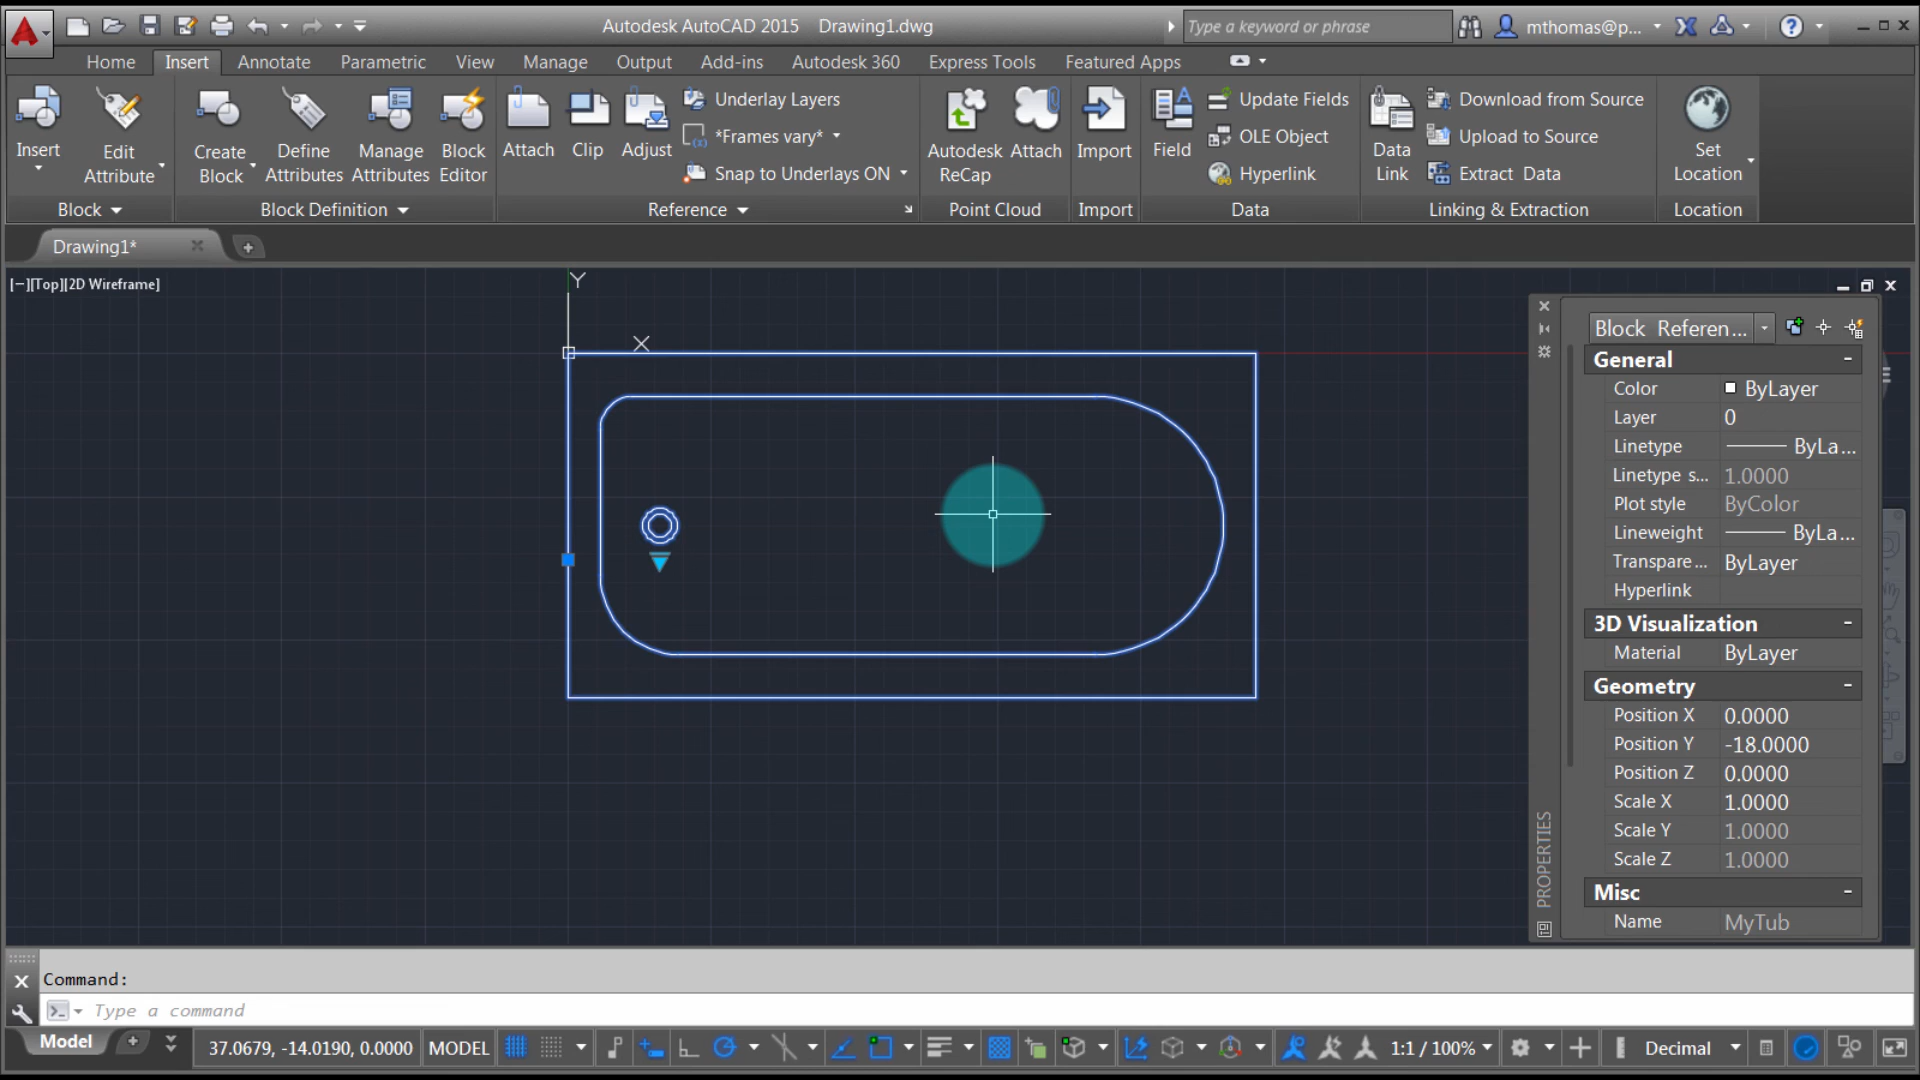 Autodesk AutoCAD 2015 Drawing1.dwg
Type a keyword or phrase
mthomas@p...
Home Insert Annotate Parametric View Manage Output Add-ins Autodesk 360 Express Tools Featured Apps
Insert
Edit
Attribute
Create
Block
Define
Attributes
Manage
Attributes
Block
Editor
Attach
Clip
Adjust
Underlay Layers
*Frames vary*
Snap to Underlays ON
Autodesk
ReCap
Attach
Import
Field
Update Fields
OLE Object
Hyperlink
Data
Link
Download from Source
Upload to Source
Extract Data
Set
Location
Block
Block Definition
Reference
Point Cloud
Import
Data
Linking & Extraction
Location
Drawing1*
[−][Top][2D Wireframe]
Y
X
Block Referen...
General
Color ByLayer
Layer 0
Linetype ByLa...
Linetype s... 1.0000
Plot style ByColor
Lineweight ByLa...
Transpare... ByLayer
Hyperlink
3D Visualization
Material ByLayer
Geometry
Position X 0.0000
Position Y -18.0000
Position Z 0.0000
Scale X 1.0000
Scale Y 1.0000
Scale Z 1.0000
Misc
Name MyTub
PROPERTIES
Command:
Type a command
Model
37.0679, -14.0190, 0.0000 MODEL
1:1 / 100%
Decimal